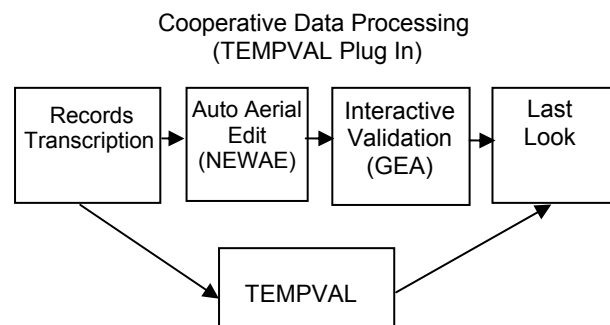 Cooperative Data Processing
(TEMPVAL Plug In)
Records
Transcription
Auto Aerial
Edit
(NEWAE)
Interactive
Validation
(GEA)
Last
Look
TEMPVAL